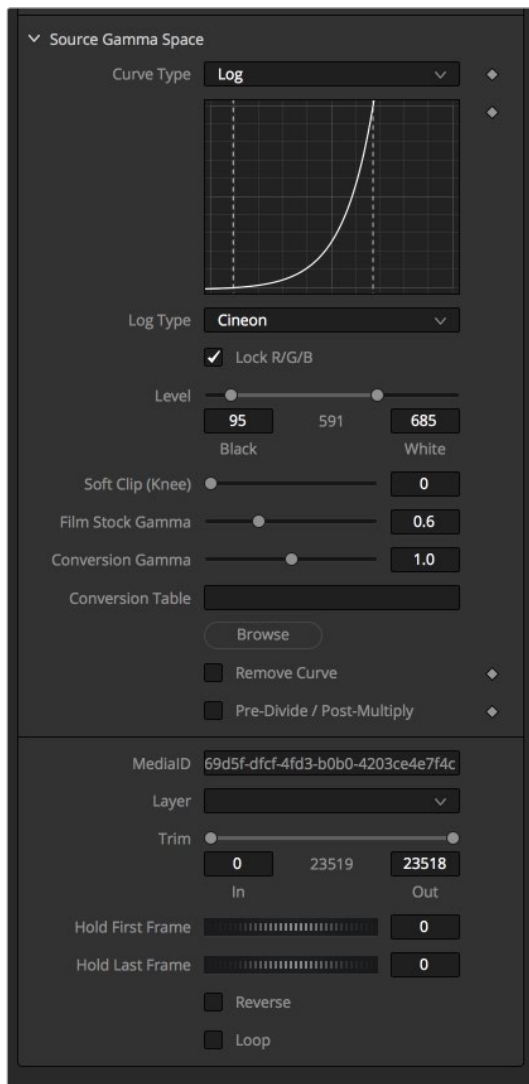 Source Gamma Space
Curve Type Log
Log Type Cineon
Lock R/G/B
Level
95 591 685
Black White
Soft Clip (Knee) 0
Film Stock Gamma 0.6
Conversion Gamma 1.0
Conversion Table
Browse
Remove Curve
Pre-Divide / Post-Multiply
MediaID 69d5f-dfcf-4fd3-b0b0-4203ce4e7f4c
Layer
Trim
0 23519 23518
In Out
Hold First Frame 0
Hold Last Frame 0
Reverse
Loop